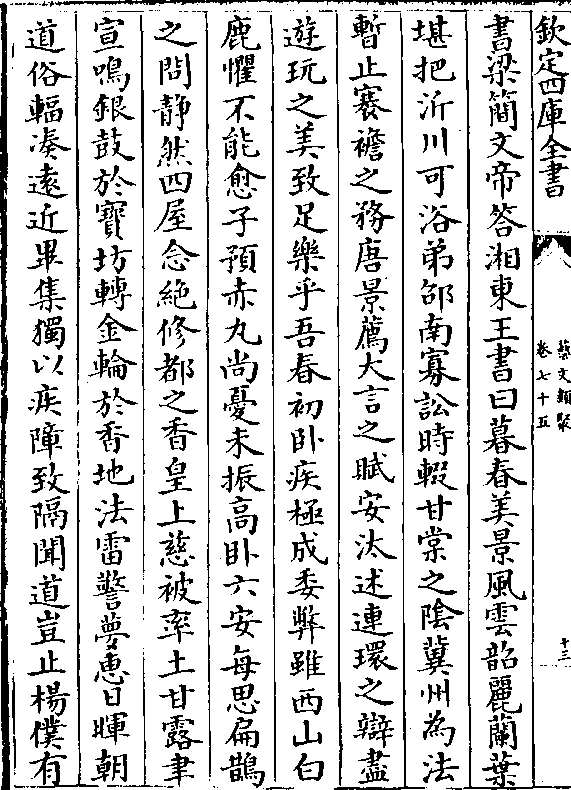 欽定四庫全書
藝文類聚
卷七十五
十三
書梁簡文帝答湘東王書曰暮春美景風雲韶麗蘭葉
堪把沂川可浴弟邵南寡訟時輟甘棠之陰冀州為法
暫止褰襜之務唐景薦大言之賦安汰述連環之辯盡
遊玩之美致足樂乎吾春初卧疾極成委弊雖西山白
鹿懼不能愈子預赤丸尚憂未振高卧六安每思扁鵲
之問静然四屋念絶修都之香皇上慈被率土甘露聿
宣鳴銀鼓於寶坊轉金輪於香地法雷警夢惠日暉朝
道俗輻凑遠近畢集獨以疾障致隔聞道豈止楊僕有